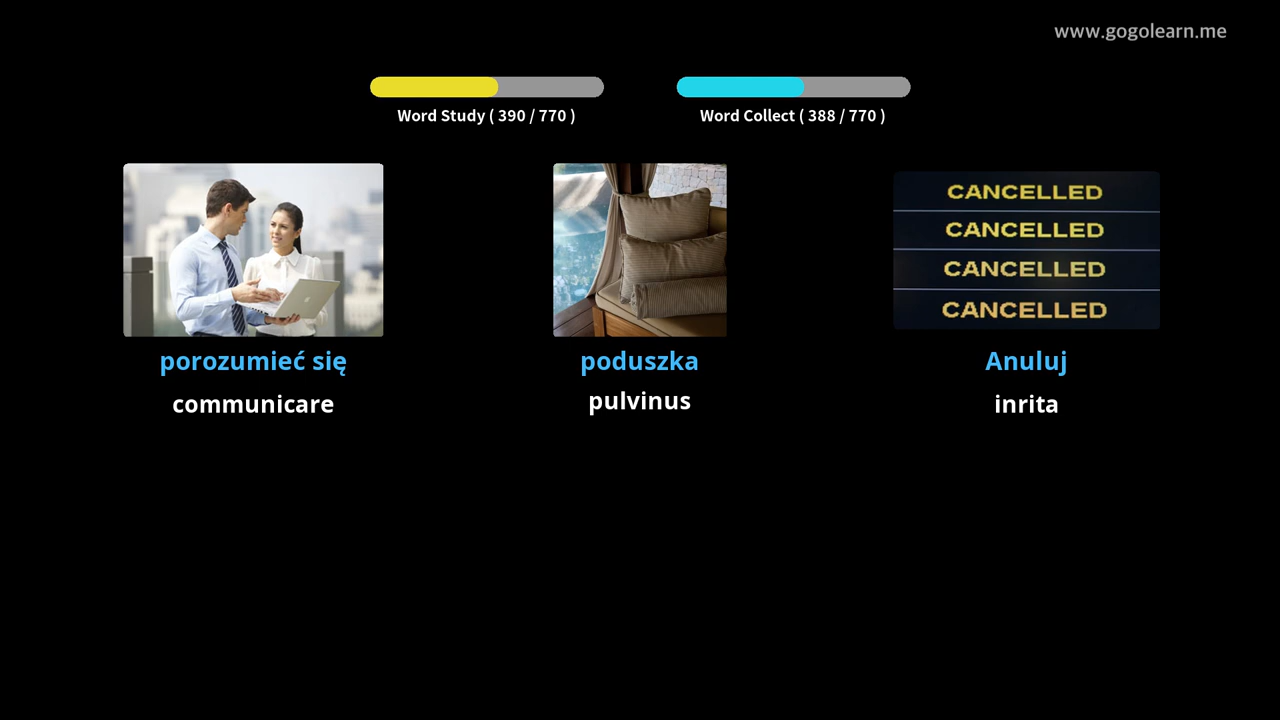 www.gogolearn.me
Word Study ( 390 / 770 )
Word Collect ( 388 / 770 )
CANCELLED
CANCELLED
CANCELLED
CANCELLED
porozumieć się
poduszka
Anuluj
communicare
pulvinus
inrita